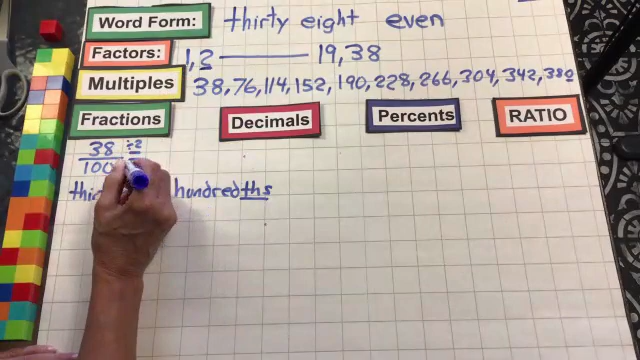 Word Form: thirty eight even
Factors: 1,2 19,38
Multiples 38,76,114,152,190,228,266,304,342,380
Fractions Decimals Percents RATIO
38 ÷2
100
hundredths